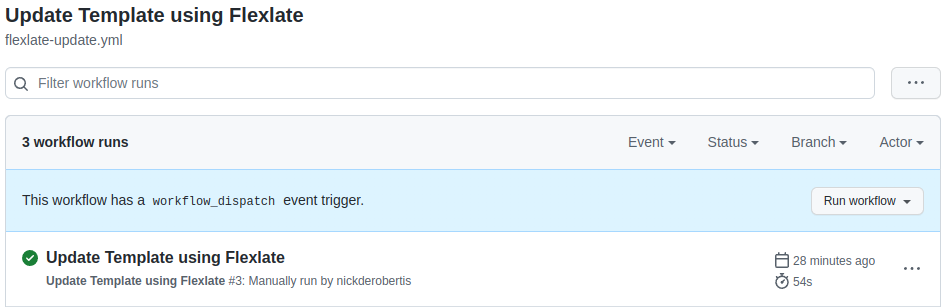 Update Template using Flexlate
flexlate-update.yml
Filter workflow runs
3 workflow runs Event Status Branch Actor
This workflow has a workflow_dispatch event trigger. Run workflow
Update Template using Flexlate
28 minutes ago
Update Template using Flexlate #3: Manually run by nickderobertis
54s